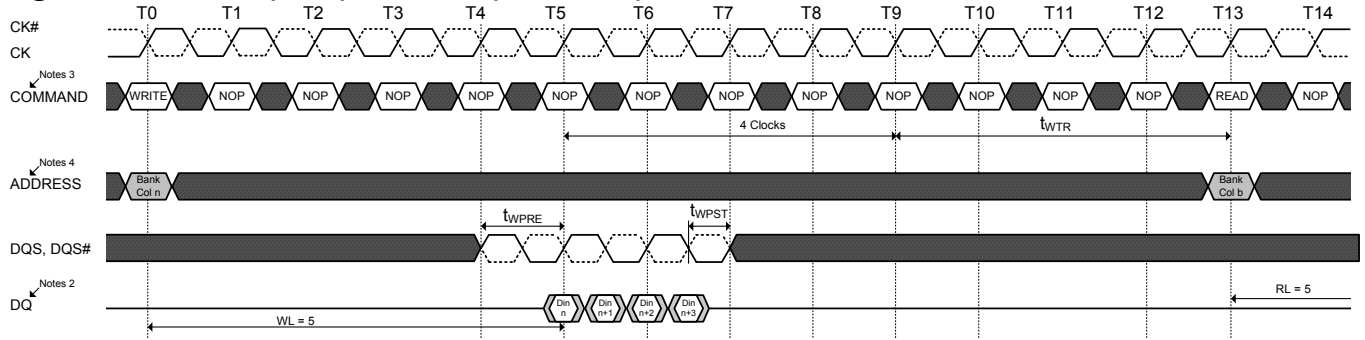 T0 T1 T2 T3 T4 T5 T6 T7 T8 T9 T10 T11 T12 T13 T14
CK#
CK
Notes 3
COMMAND WRITE NOP NOP NOP NOP NOP NOP NOP NOP NOP NOP NOP NOP READ NOP
4 Clocks tWTR
Notes 4
ADDRESS Bank Col n Bank Col b
tWPRE tWPST
DQS, DQS#
Notes 2
DQ Din n Din n+1 Din n+2 Din n+3
RL = 5
WL = 5